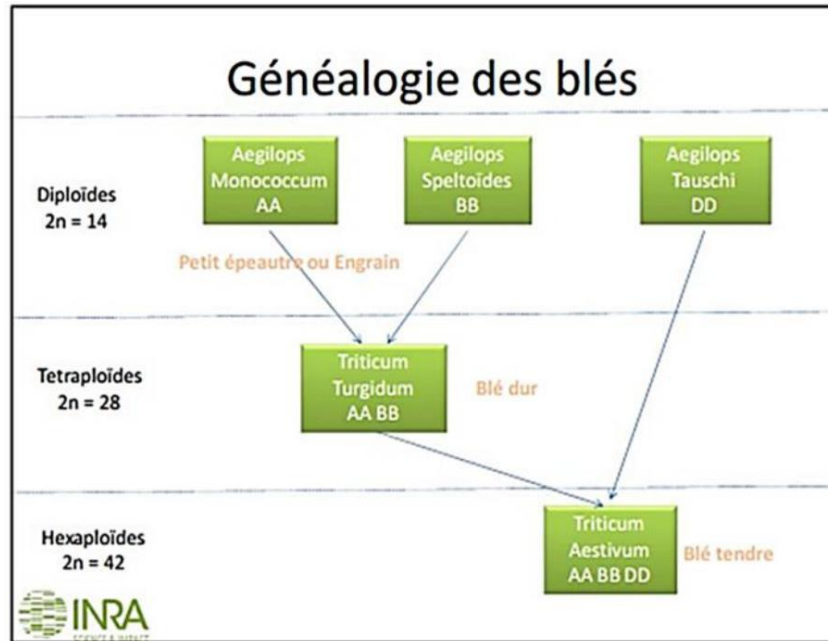 Généalogie des blés
Diploïdes
2n = 14
Aegilops
Monococcum
AA
Aegilops
Speltoïdes
BB
Aegilops
Tauschi
DD
Petit épeautre ou Engrain
Tetraploïdes
2n = 28
Triticum
Turgidum
AA BB
Blé dur
Hexaploïdes
2n = 42
Triticum
Aestivum
AA BB DD
Blé tendre
INRA
SCIENCE & IMPACT